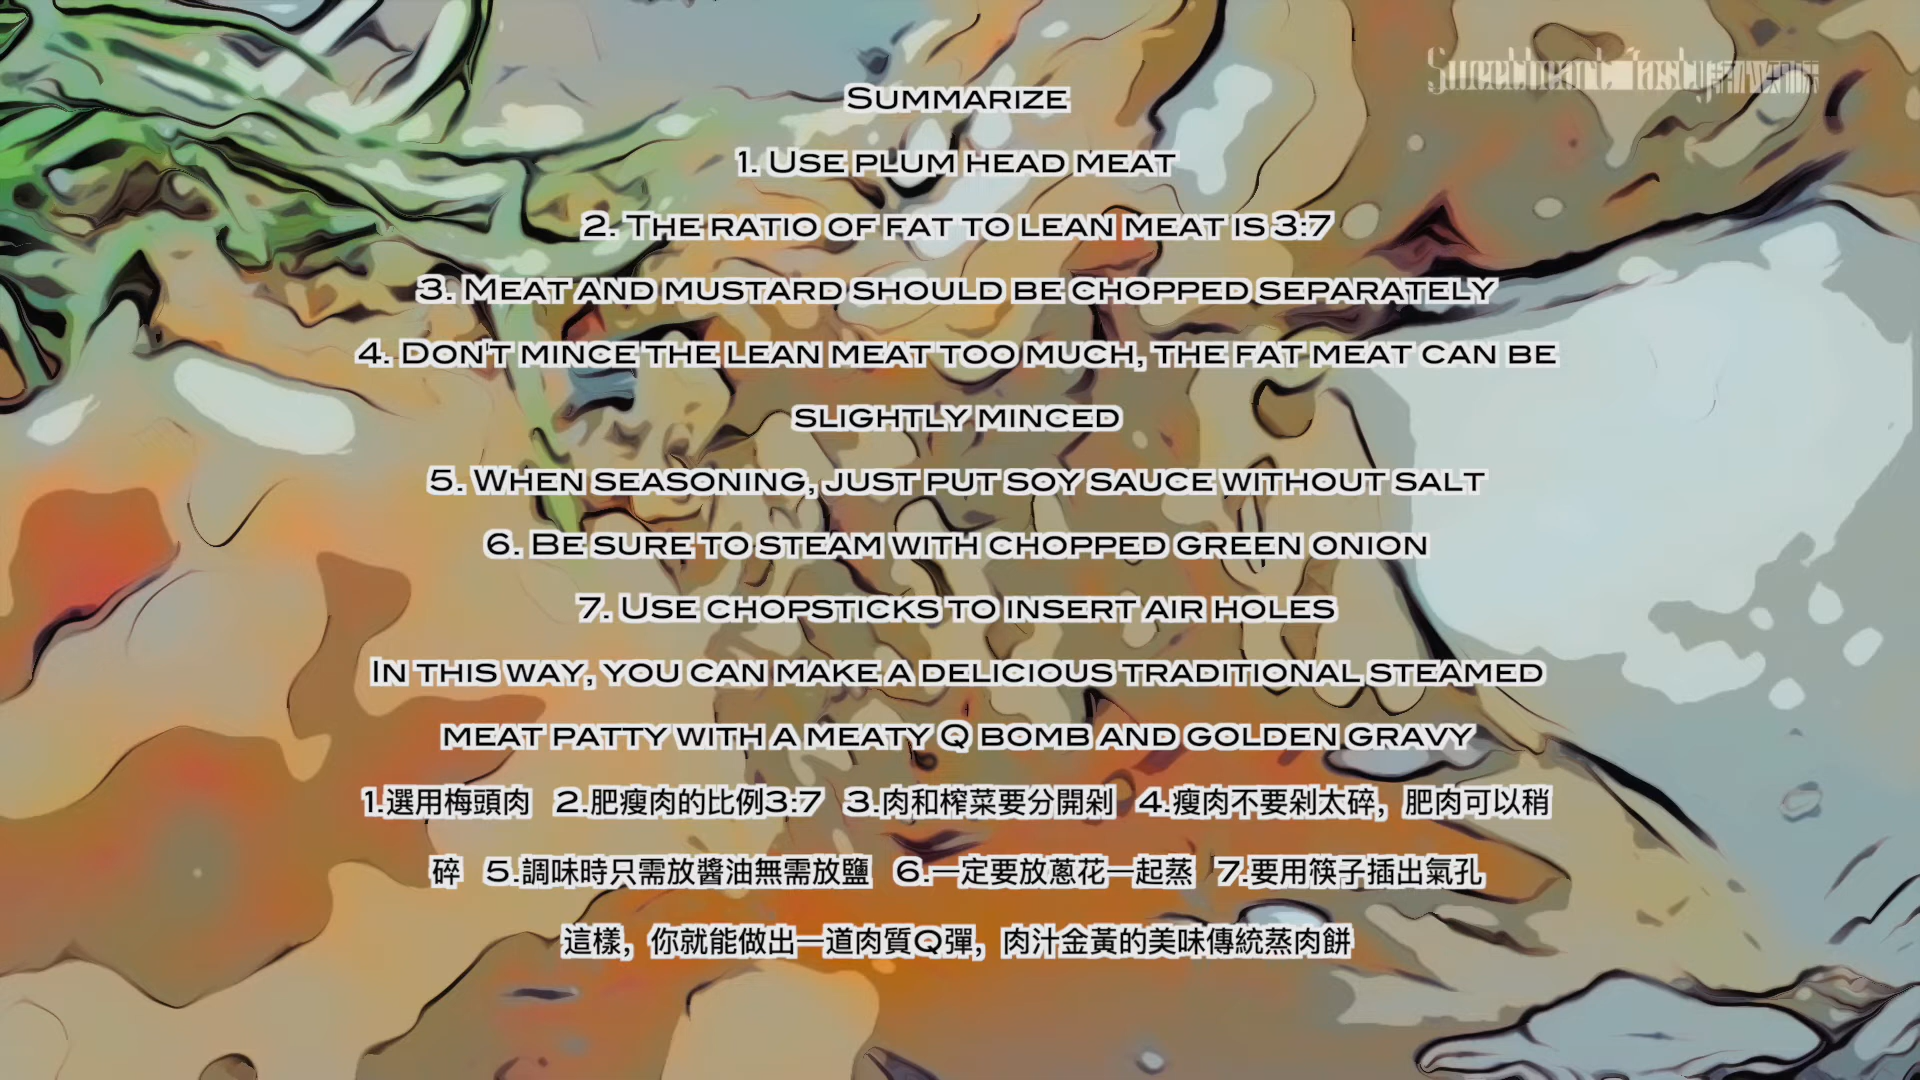 Sweetheart Tasty
Summarize
1. Use plum head meat
2. The ratio of fat to lean meat is 3:7
3. Meat and mustard should be chopped separately
4. Don't mince the lean meat too much, the fat meat can be
slightly minced
5. When seasoning, just put soy sauce without salt
6. Be sure to steam with chopped green onion
7. Use chopsticks to insert air holes
In this way, you can make a delicious traditional steamed
meat patty with a meaty Q bomb and golden gravy
1.選用梅頭肉 2.肥瘦肉的比例3:7 3.肉和榨菜要分開剁 4.瘦肉不要剁太碎，肥肉可以稍
碎 5.調味時只需放醬油無需放鹽 6.一定要放蔥花一起蒸 7.要用筷子插出氣孔
這樣，你就能做出一道肉質Q彈，肉汁金黃的美味傳統蒸肉餅